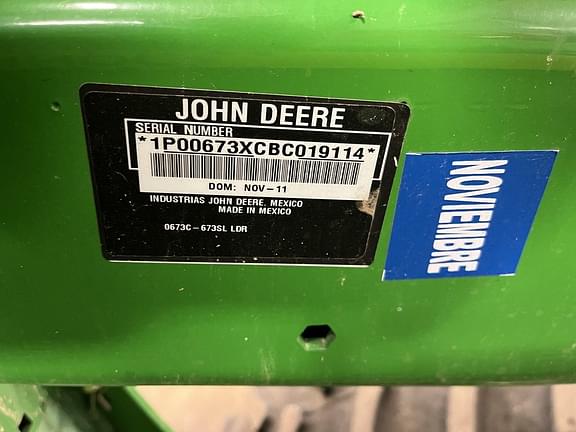 JOHN DEERE
SERIAL NUMBER
*1P00673XCBC019114*
DOM: NOV-11
INDUSTRIAS JOHN DEERE, MEXICO
MADE IN MEXICO
0673C-673SL LDR
NOVIEMBRE